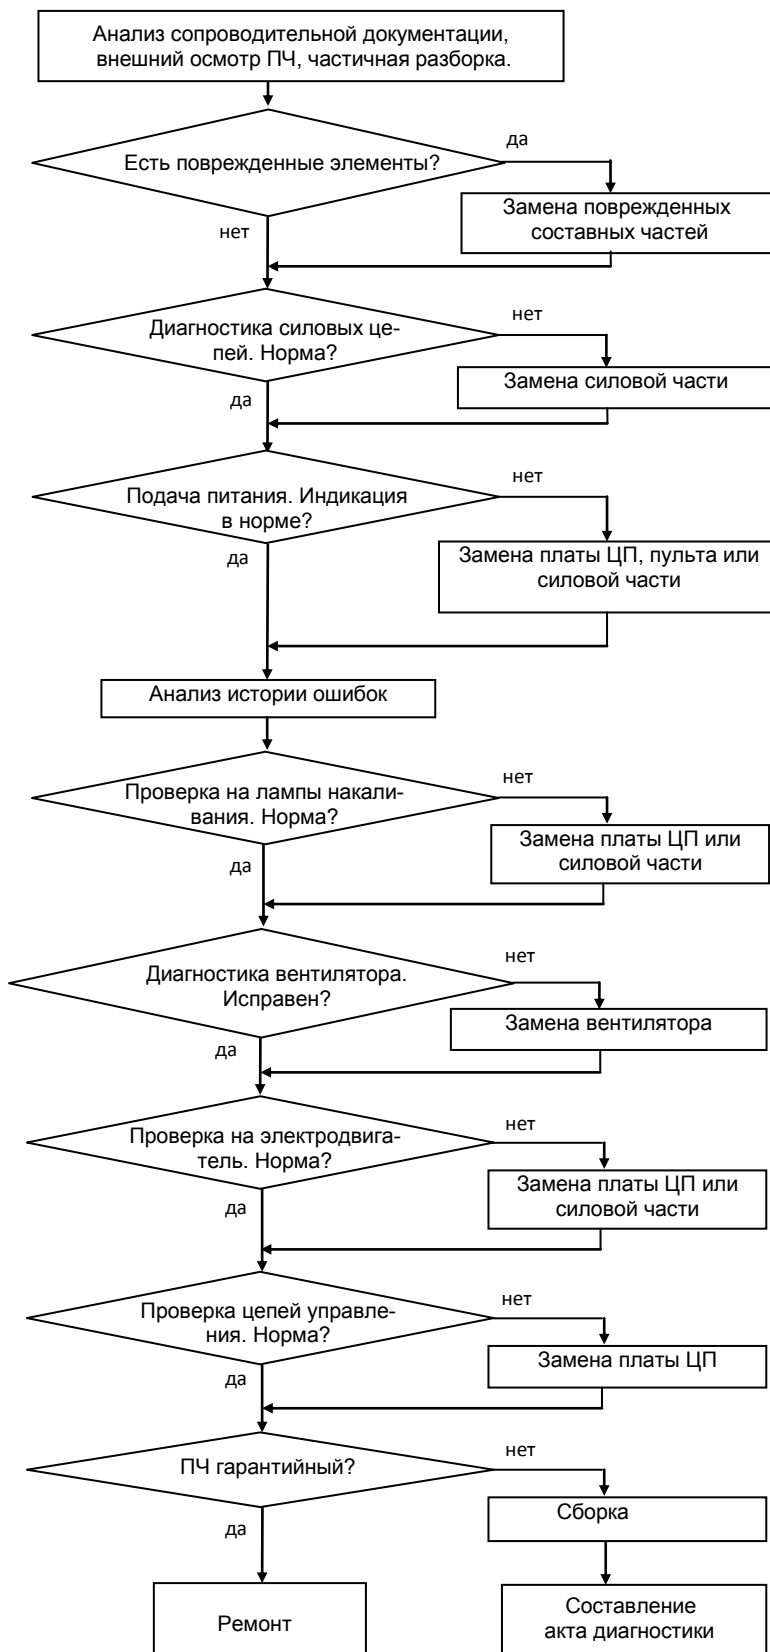 Анализ сопроводительной документации,
внешний осмотр ПЧ, частичная разборка.
Есть поврежденные элементы?
да
Замена поврежденных
составных частей
нет
Диагностика силовых це-
пей. Норма?
нет
Замена силовой части
да
Подача питания. Индикация
в норме?
нет
Замена платы ЦП, пульта или
силовой части
да
Анализ истории ошибок
Проверка на лампы накали-
вания. Норма?
нет
Замена платы ЦП или
силовой части
да
Диагностика вентилятора.
Исправен?
нет
Замена вентилятора
да
Проверка на электродвига-
тель. Норма?
нет
Замена платы ЦП или
силовой части
да
Проверка цепей управле-
ния. Норма?
нет
Замена платы ЦП
да
ПЧ гарантийный?
нет
Сборка
да
Ремонт
Составление
акта диагностики